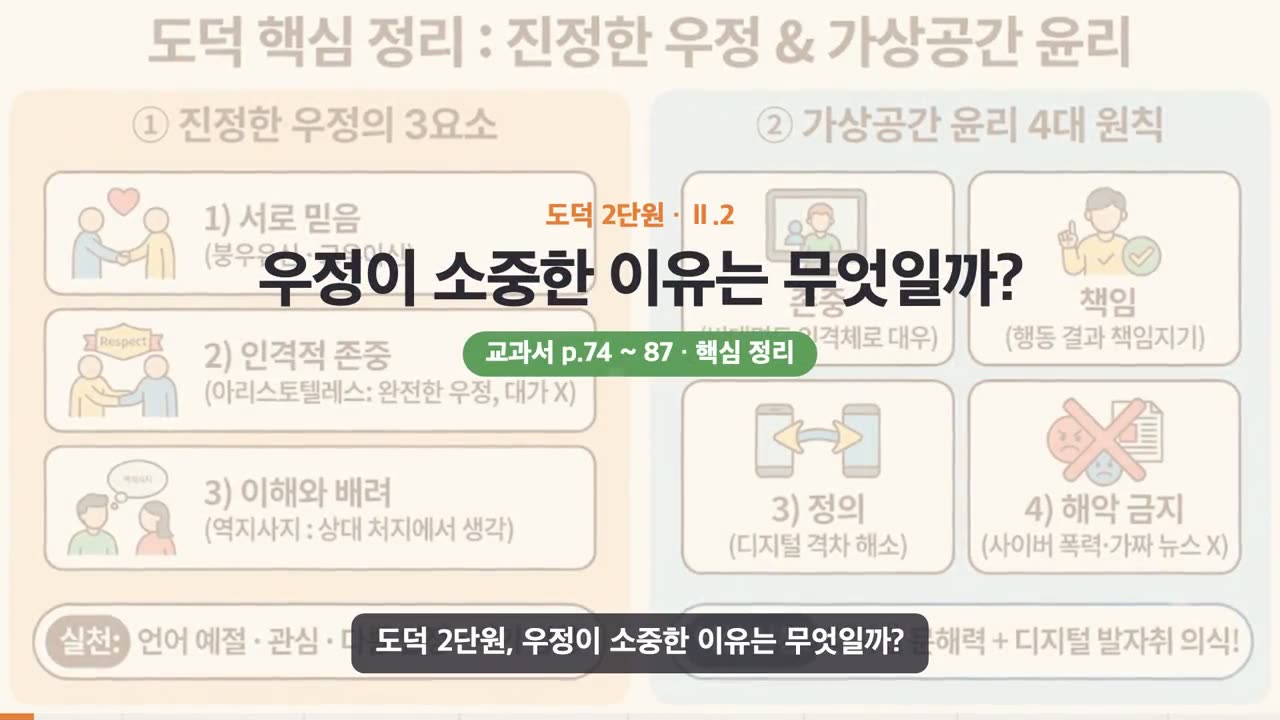 도덕 핵심 정리 : 진정한 우정 & 가상공간 윤리
① 진정한 우정의 3요소
1) 서로 믿음
Respect
2) 인격적 존중
(아리스토텔레스: 완전한 우정, 대가 X)
3) 이해와 배려
(역지사지 : 상대 처지에서 생각)
실천: 언어 예절 · 관심 ·
② 가상공간 윤리 4대 원칙
존중
인격체로 대우)
책임
(행동 결과 책임지기)
3) 정의
(디지털 격차 해소)
4) 해악 금지
(사이버 폭력·가짜 뉴스 X)
문해력 + 디지털 발자취 의식!
도덕 2단원 · Ⅱ.2
우정이 소중한 이유는 무엇일까?
교과서 p.74 ~ 87 · 핵심 정리
도덕 2단원, 우정이 소중한 이유는 무엇일까?